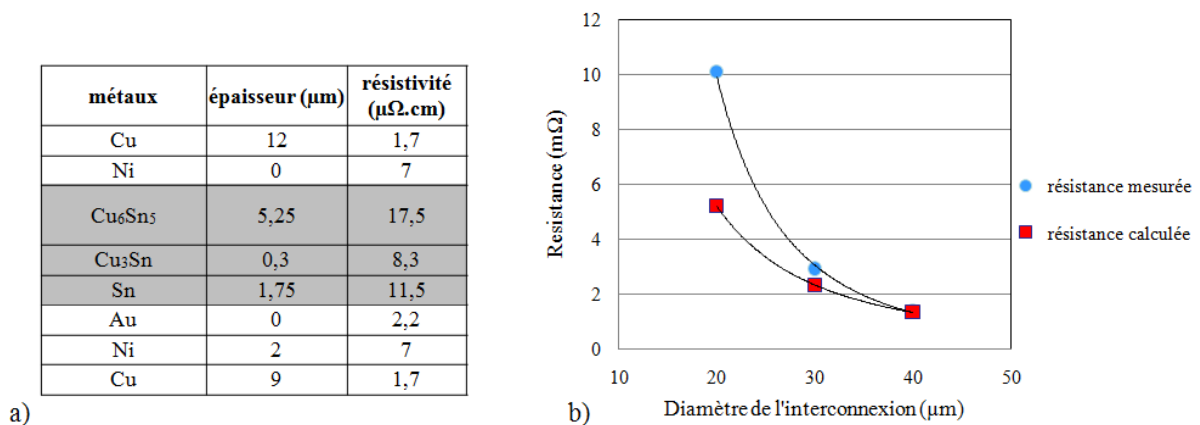 métaux épaisseur (µm) résistivité (µΩ.cm)
Cu 12 1,7
Ni 0 7
Cu₆Sn₅ 5,25 17,5
Cu₃Sn 0,3 8,3
Sn 1,75 11,5
Au 0 2,2
Ni 2 7
Cu 9 1,7
a)
Resistance (mΩ)
12
10
8
6
4
2
0
10 20 30 40 50
Diamètre de l'interconnexion (µm)
résistance mesurée
résistance calculée
b)